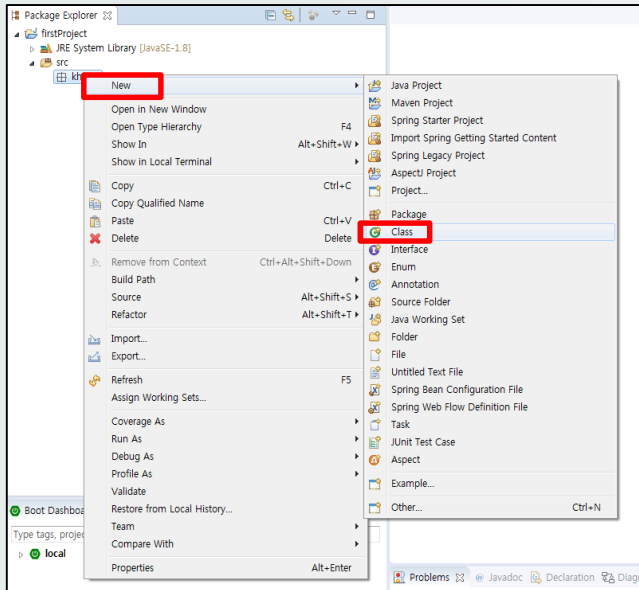 Package Explorer
firstProject
JRE System Library [JavaSE-1.8]
src
New
Open in New Window
Open Type Hierarchy F4
Show In Alt+Shift+W
Show in Local Terminal
Copy Ctrl+C
Copy Qualified Name
Paste Ctrl+V
Delete Delete
Remove from Context Ctrl+Alt+Shift+Down
Build Path
Source Alt+Shift+S
Refactor Alt+Shift+T
Import...
Export...
Refresh F5
Assign Working Sets...
Coverage As
Run As
Debug As
Profile As
Validate
Restore from Local History...
Team
Compare With
Properties Alt+Enter
Java Project
Maven Project
Spring Starter Project
Import Spring Getting Started Content
Spring Legacy Project
AspectJ Project
Project...
Package
Class
Interface
Enum
Annotation
Source Folder
Java Working Set
Folder
File
Untitled Text File
Spring Bean Configuration File
Spring Web Flow Definition File
Task
JUnit Test Case
Aspect
Example...
Other... Ctrl+N
Boot
Type tags,
local
Problems Javadoc Declaration